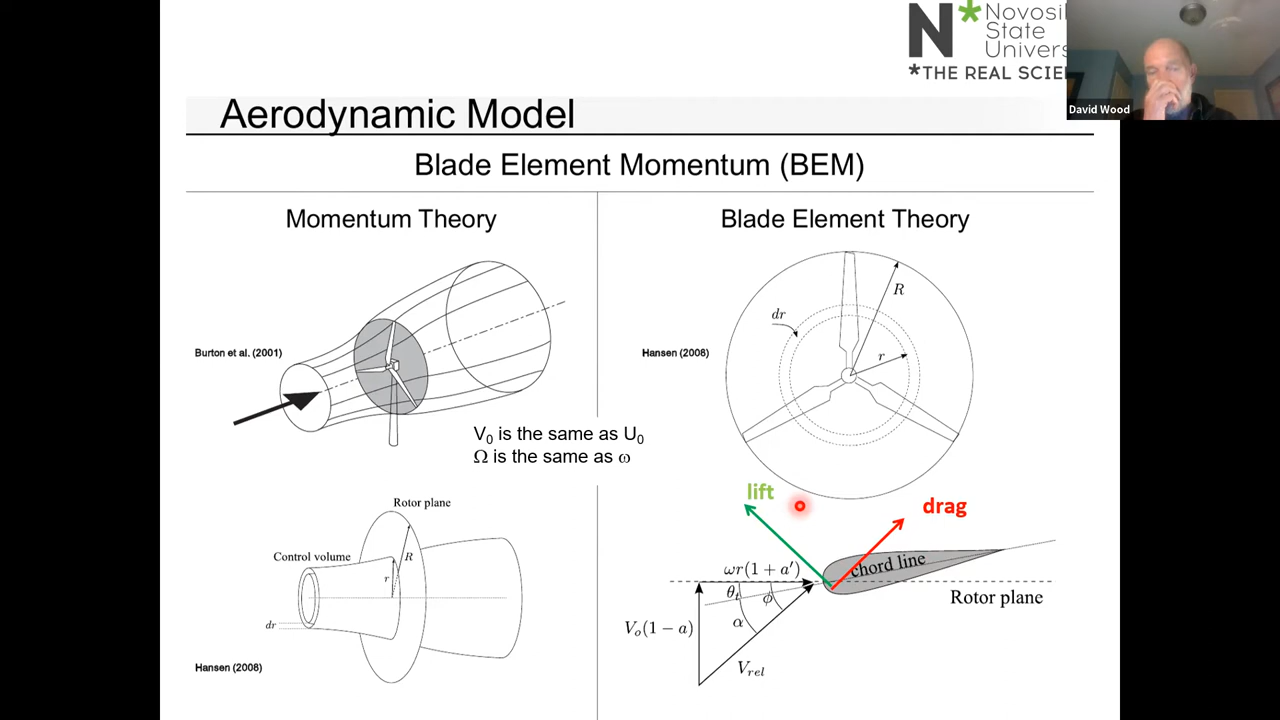 N* Novosi
State
Univers
*THE REAL SCIE
David Wood
Aerodynamic Model
Blade Element Momentum (BEM)
Momentum Theory
Burton et al. (2001)
V₀ is the same as U₀
Ω is the same as ω
Rotor plane
Control volume
R
r
dr
Hansen (2008)
Blade Element Theory
R
dr
r
Hansen (2008)
lift
drag
chord line
ωr(1 + a′)
Rotor plane
θₜ
ϕ
α
Vₒ(1 − a)
Vrel